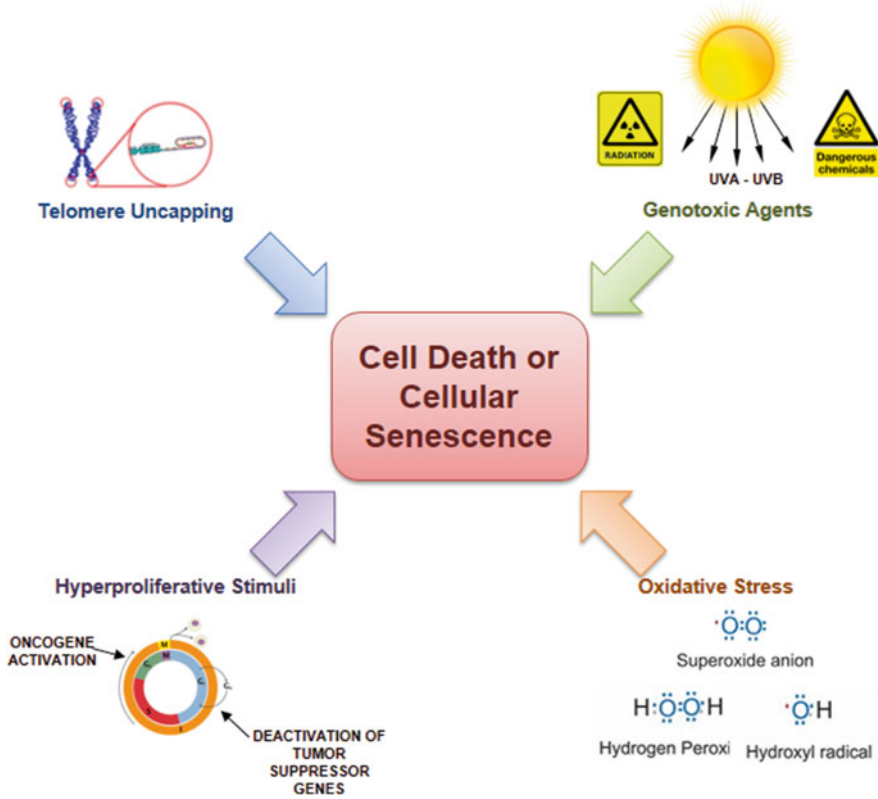 RADIATION
Dangerous
chemicals
UVA - UVB
Telomere Uncapping
Genotoxic Agents
Cell Death or
Cellular
Senescence
Hyperproliferative Stimuli
Oxidative Stress
ONCOGENE
ACTIVATION
M
M
G
G
S
I
DEACTIVATION OF
TUMOR
SUPPRESSOR
GENES
O:O
Superoxide anion
H:O:O:H
Hydrogen Peroxi
O:H
Hydroxyl radical